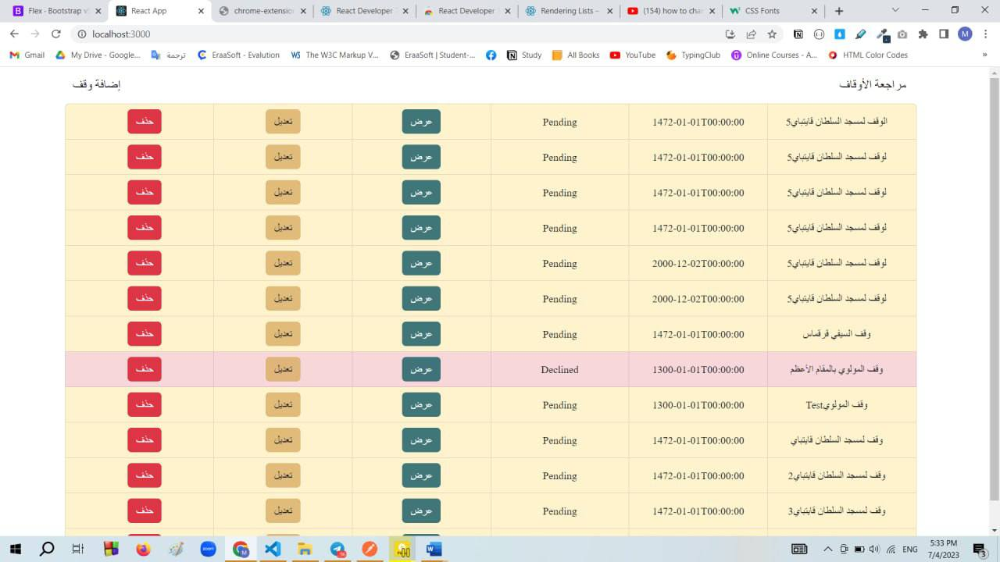 Flex · Bootstrap v5
React App
chrome-extension
React Developer T
React Developer
Rendering Lists –
(154) how to chan
CSS Fonts
localhost:3000
M
Gmail
My Drive - Google...
ترجمة
EraaSoft - Evalution
The W3C Markup V...
EraaSoft | Student-...
Study
All Books
YouTube
TypingClub
Online Courses - A...
HTML Color Codes
»
مراجعة الأوقاف إضافة وقف
الوقف لمسجد السلطان قايتباي5 1472-01-01T00:00:00 Pending عرض تعديل حذف
لوقف لمسجد السلطان قايتباي5 1472-01-01T00:00:00 Pending عرض تعديل حذف
لوقف لمسجد السلطان قايتباي5 1472-01-01T00:00:00 Pending عرض تعديل حذف
لوقف لمسجد السلطان قايتباي5 1472-01-01T00:00:00 Pending عرض تعديل حذف
لوقف لمسجد السلطان قايتباي5 2000-12-02T00:00:00 Pending عرض تعديل حذف
لوقف لمسجد السلطان قايتباي5 2000-12-02T00:00:00 Pending عرض تعديل حذف
وقف السيفي قرقماس 1472-01-01T00:00:00 Pending عرض تعديل حذف
وقف المولوي بالمقام الأعظم 1300-01-01T00:00:00 Declined عرض تعديل حذف
وقف المولويTest 1300-01-01T00:00:00 Pending عرض تعديل حذف
وقف لمسجد السلطان قايتباي 1472-01-01T00:00:00 Pending عرض تعديل حذف
وقف لمسجد السلطان قايتباي2 1472-01-01T00:00:00 Pending عرض تعديل حذف
وقف لمسجد السلطان قايتباي3 1472-01-01T00:00:00 Pending عرض تعديل حذف
zoom
ENG
5:33 PM
7/4/2023
3